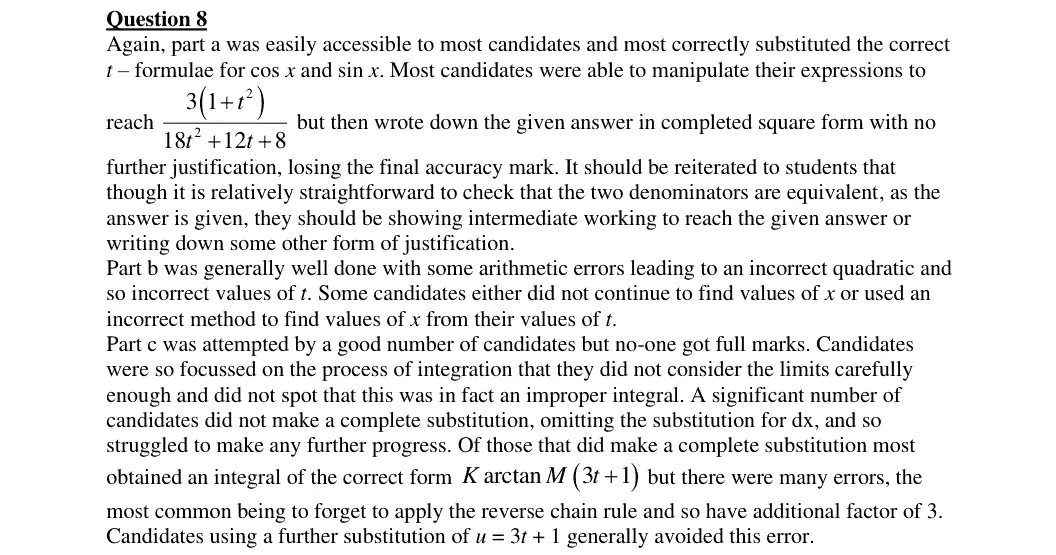 Question 8
Again, part a was easily accessible to most candidates and most correctly substituted the correct
t – formulae for cos x and sin x. Most candidates were able to manipulate their expressions to
reach 3(1+t²)/(18t²+12t+8) but then wrote down the given answer in completed square form with no
further justification, losing the final accuracy mark. It should be reiterated to students that
though it is relatively straightforward to check that the two denominators are equivalent, as the
answer is given, they should be showing intermediate working to reach the given answer or
writing down some other form of justification.
Part b was generally well done with some arithmetic errors leading to an incorrect quadratic and
so incorrect values of t. Some candidates either did not continue to find values of x or used an
incorrect method to find values of x from their values of t.
Part c was attempted by a good number of candidates but no-one got full marks. Candidates
were so focussed on the process of integration that they did not consider the limits carefully
enough and did not spot that this was in fact an improper integral. A significant number of
candidates did not make a complete substitution, omitting the substitution for dx, and so
struggled to make any further progress. Of those that did make a complete substitution most
obtained an integral of the correct form K arctan M (3t+1) but there were many errors, the
most common being to forget to apply the reverse chain rule and so have additional factor of 3.
Candidates using a further substitution of u = 3t + 1 generally avoided this error.